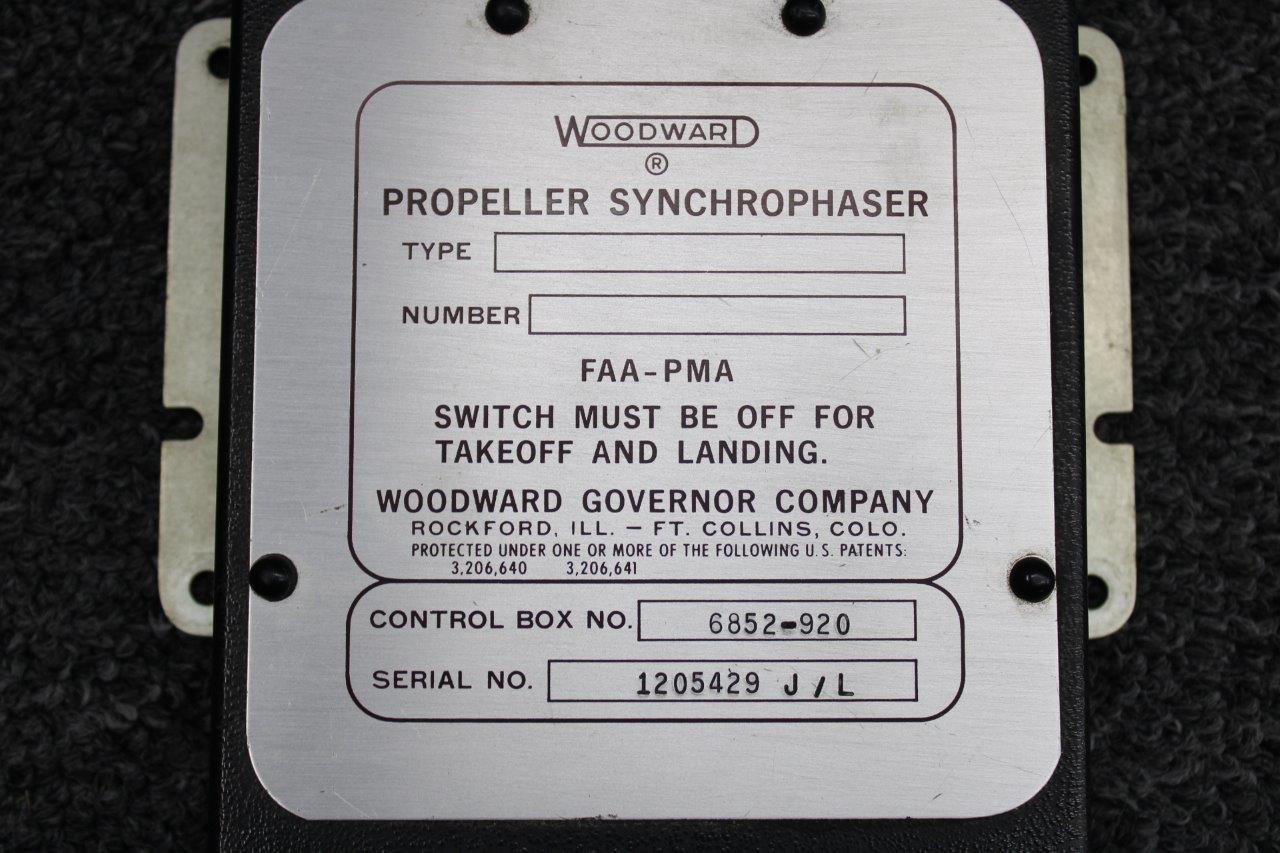 WOODWARD
®
PROPELLER SYNCHROPHASER
TYPE
NUMBER
FAA-PMA
SWITCH MUST BE OFF FOR
TAKEOFF AND LANDING.
WOODWARD GOVERNOR COMPANY
ROCKFORD, ILL. – FT. COLLINS, COLO.
PROTECTED UNDER ONE OR MORE OF THE FOLLOWING U.S. PATENTS:
3,206,640 3,206,641
CONTROL BOX NO. 6852-920
SERIAL NO. 1205429 J/L